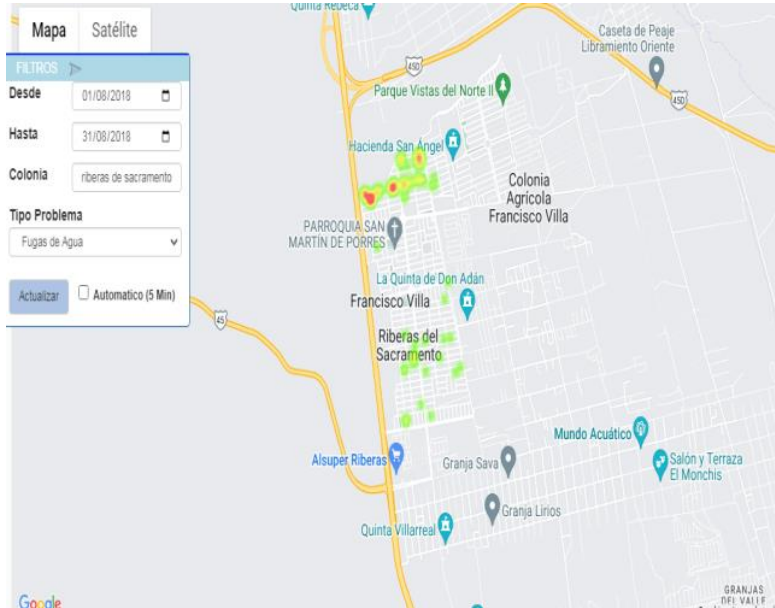 Mapa Satélite
FILTROS
Desde 01/08/2018
Hasta 31/08/2018
Colonia riberas de sacramento
Tipo Problema
Fugas de Agua
Actualizar Automatico (5 Min)
Quinta Rebeca
Caseta de Peaje
Libramiento Oriente
45D
45D
Parque Vistas del Norte II
Hacienda San Ángel
Colonia
Agrícola
Francisco Villa
PARROQUIA SAN
MARTÍN DE PORRES
La Quinta de Don Adán
Francisco Villa
45
Riberas del
Sacramento
Mundo Acuático
Alsuper Riberas
Granja Sava
Salón y Terraza
El Monchis
Granja Lirios
Quinta Villarreal
GRANJAS
DEL VALLE
Google